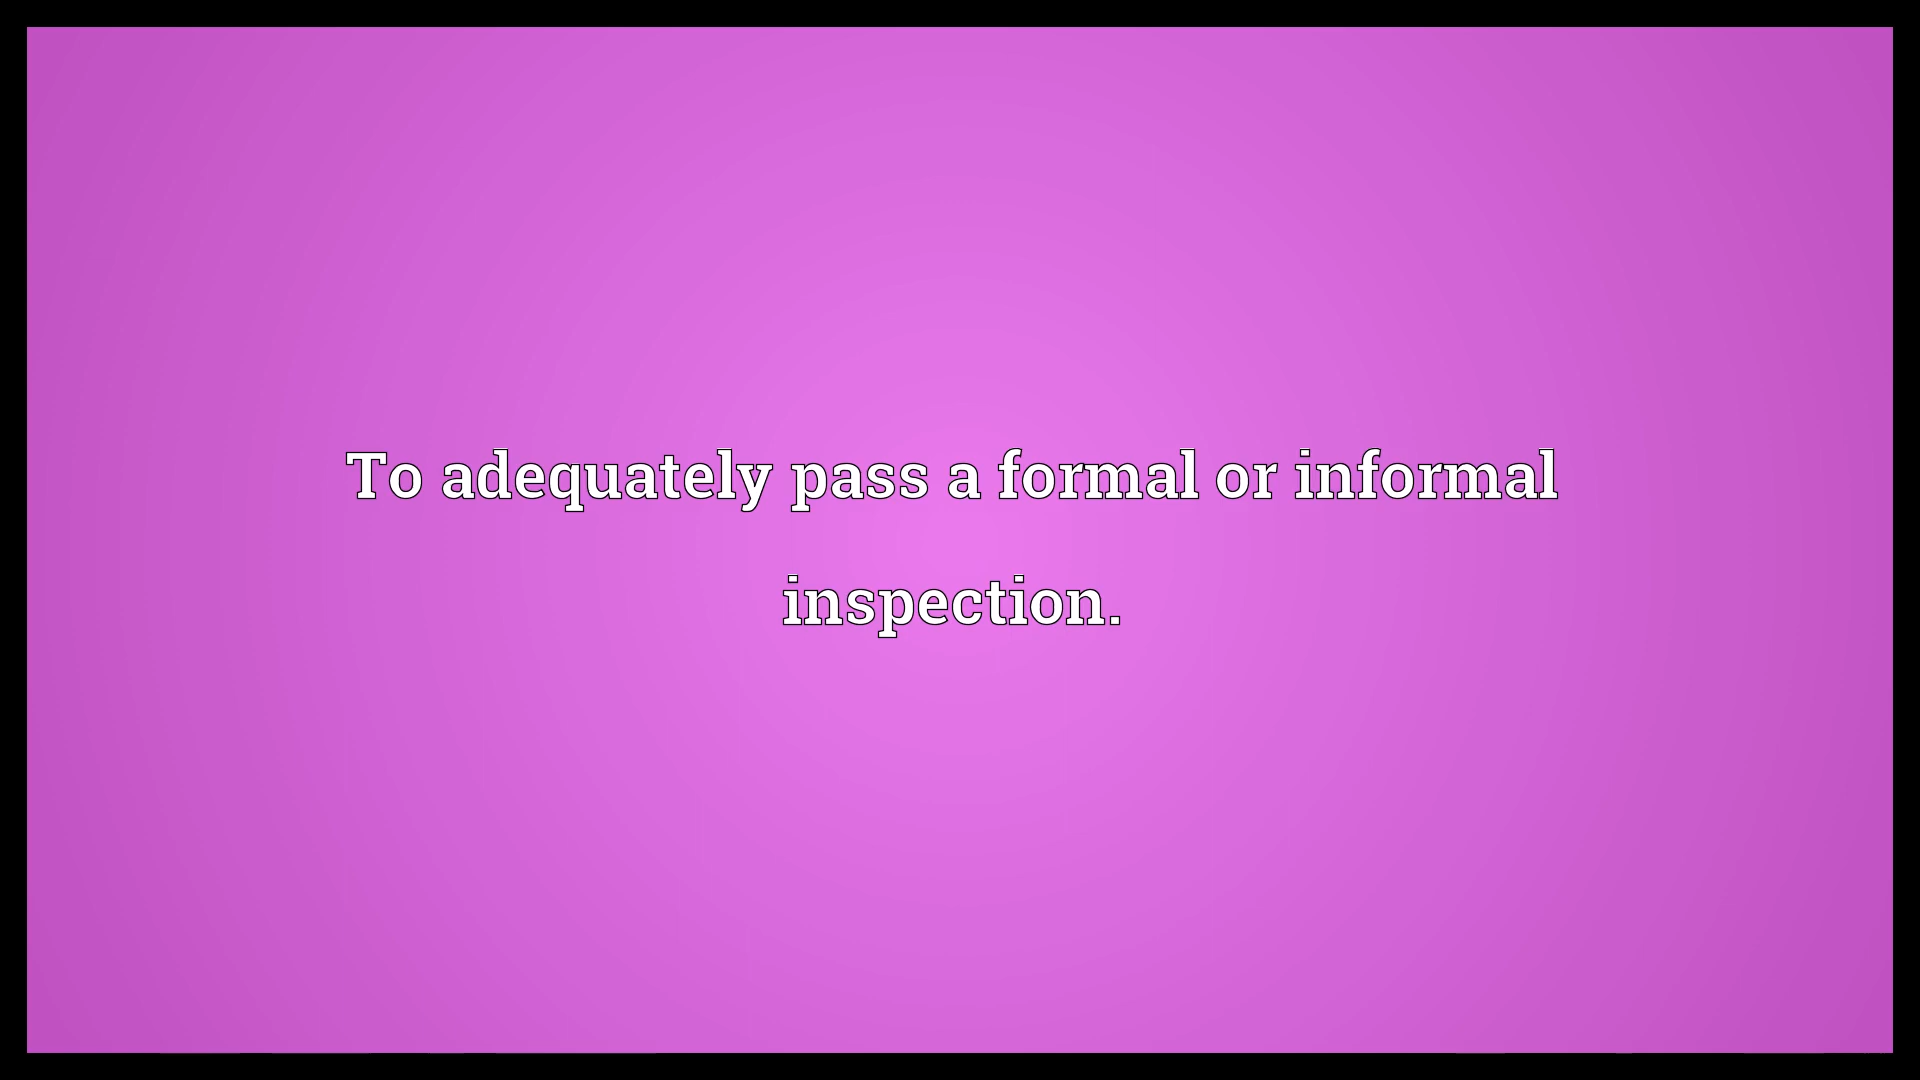 To adequately pass a formal or informal
inspection.